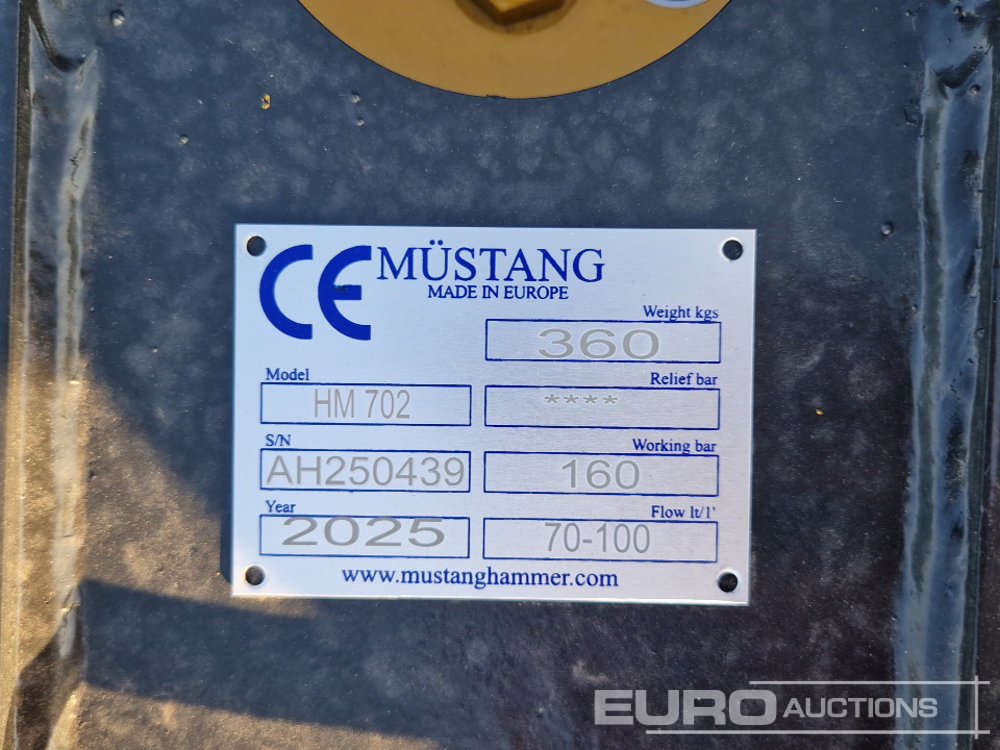 CE MÜSTANG
MADE IN EUROPE
Weight kgs
360
Model
HM 702
Relief bar
****
S/N
AH250439
Working bar
160
Year
2025
Flow lt/1'
70-100
www.mustanghammer.com
EURO AUCTIONS